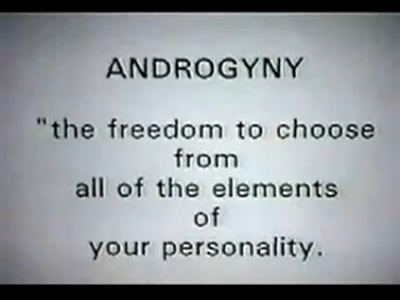 ANDROGYNY
"the freedom to choose
from
all of the elements
of
your personality.